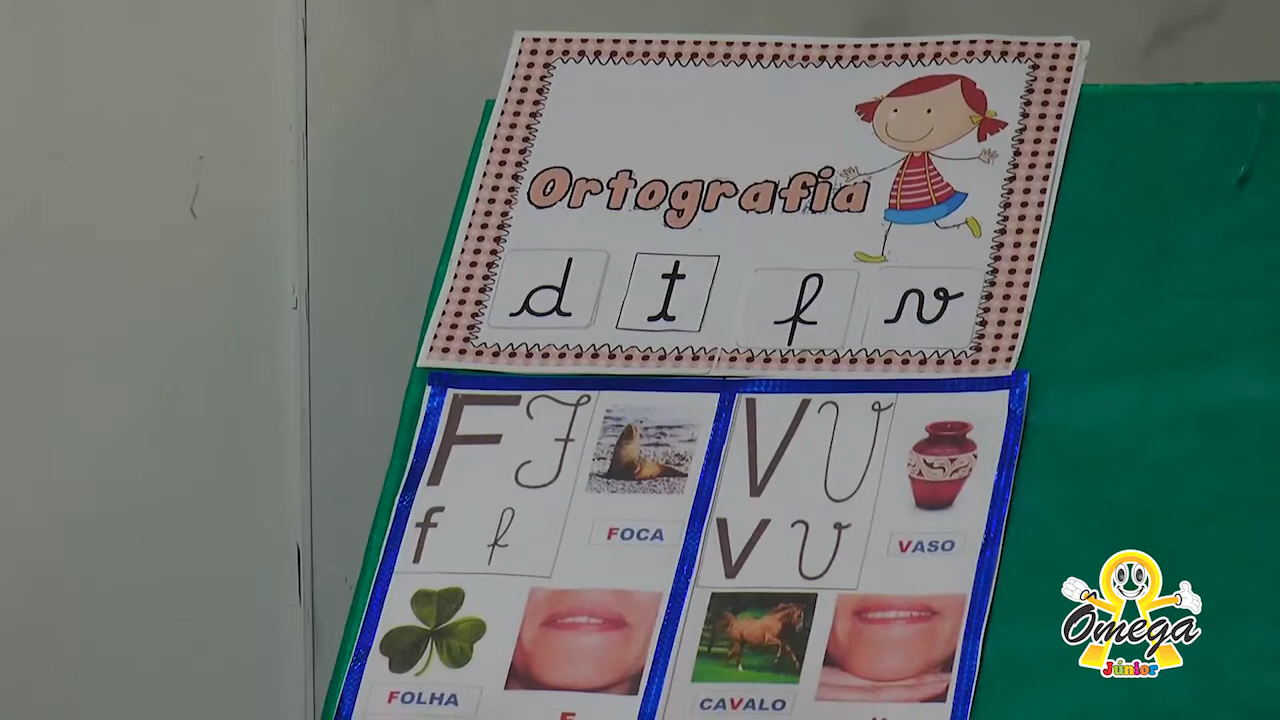 Ortografia
d t f v
F F
f f
FOCA
V V
V v
VASO
FOLHA
CAVALO
Omega
Júnior